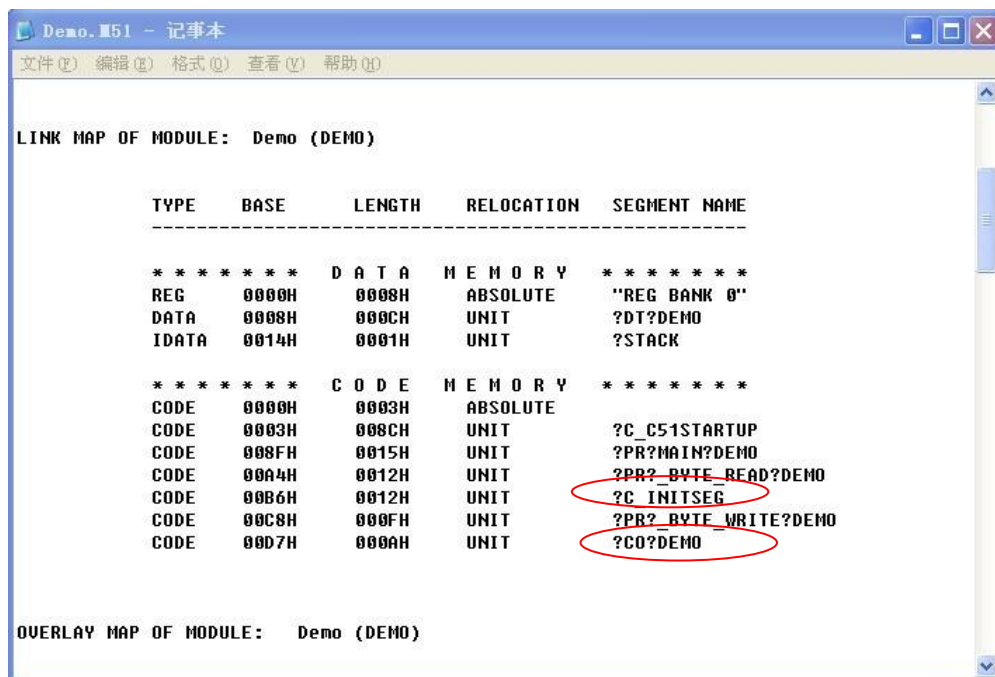 Demo.M51 - 记事本
文件(F) 编辑(E) 格式(O) 查看(V) 帮助(H)
LINK MAP OF MODULE: Demo (DEMO)
TYPE BASE LENGTH RELOCATION SEGMENT NAME
-----------------------------------------------------
* * * * * * * D A T A M E M O R Y * * * * * * *
REG 0000H 0008H ABSOLUTE "REG BANK 0"
DATA 0008H 000CH UNIT ?DT?DEMO
IDATA 0014H 0001H UNIT ?STACK
* * * * * * * C O D E M E M O R Y * * * * * * *
CODE 0000H 0003H ABSOLUTE
CODE 0003H 008CH UNIT ?C_C51STARTUP
CODE 008FH 0015H UNIT ?PR?MAIN?DEMO
CODE 00A4H 0012H UNIT ?PR?_BYTE_READ?DEMO
CODE 00B6H 0012H UNIT ?C_INITSEG
CODE 00C8H 000FH UNIT ?PR?_BYTE_WRITE?DEMO
CODE 00D7H 000AH UNIT ?CO?DEMO
OVERLAY MAP OF MODULE: Demo (DEMO)